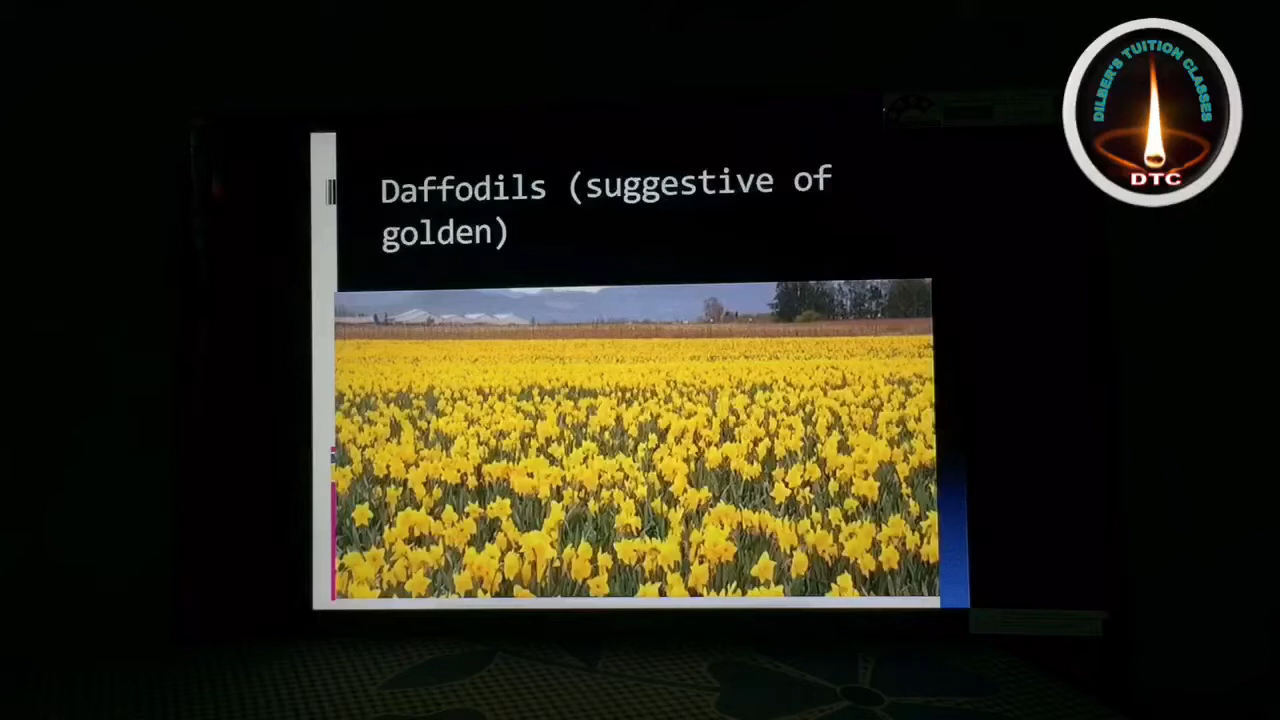 DILBER'S TUITION CLASSES
DTC
Daffodils (suggestive of
golden)